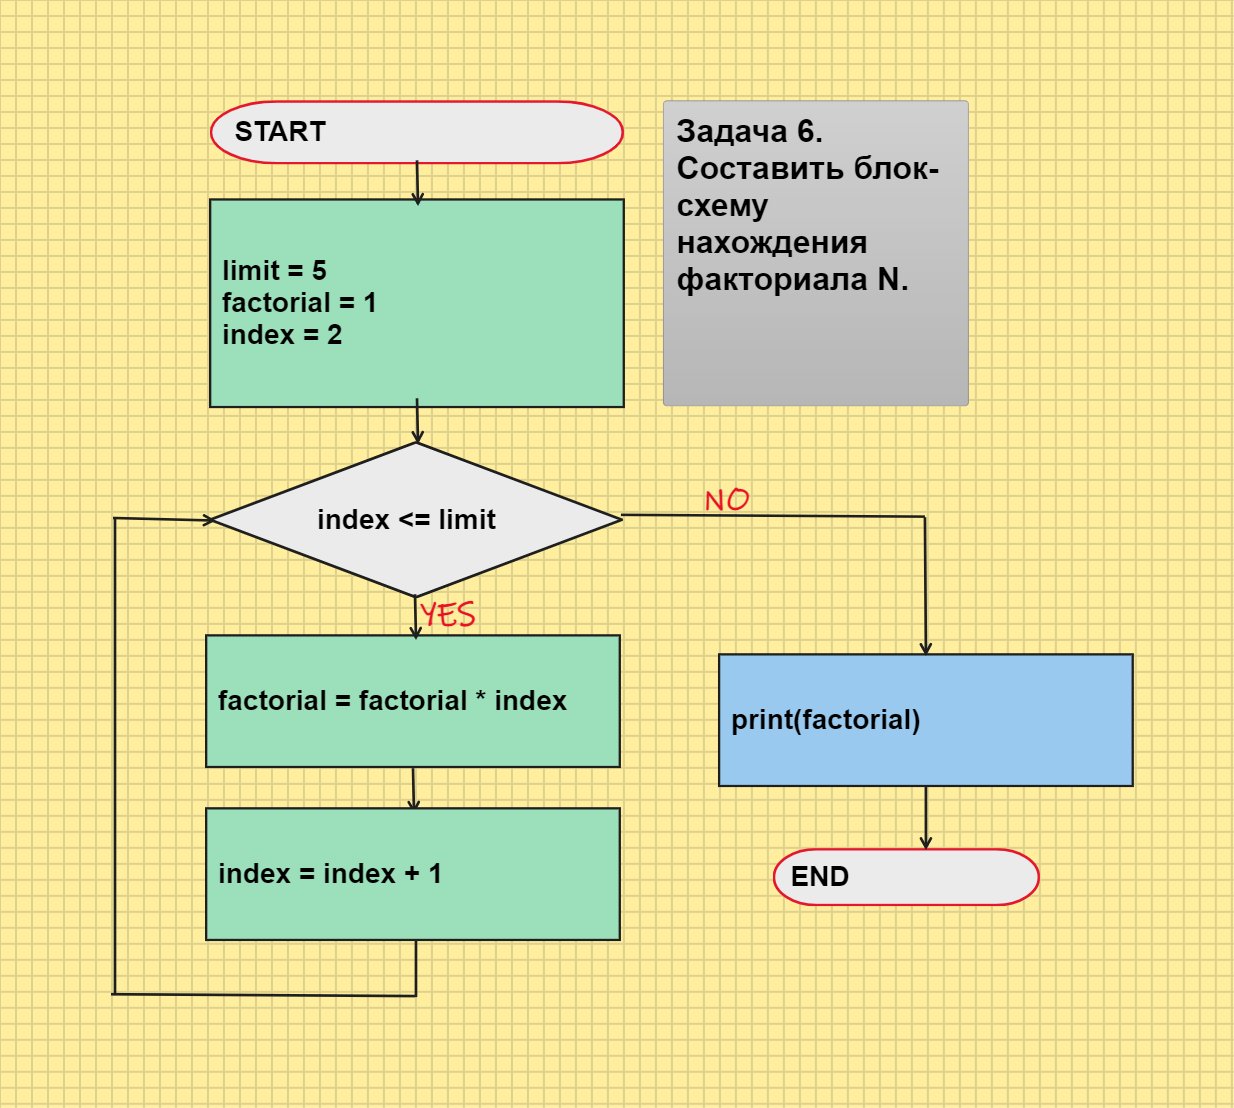 START
Задача 6.
Составить блок-
схему
нахождения
факториала N.
limit = 5
factorial = 1
index = 2
index <= limit
NO
YES
factorial = factorial * index
print(factorial)
index = index + 1
END